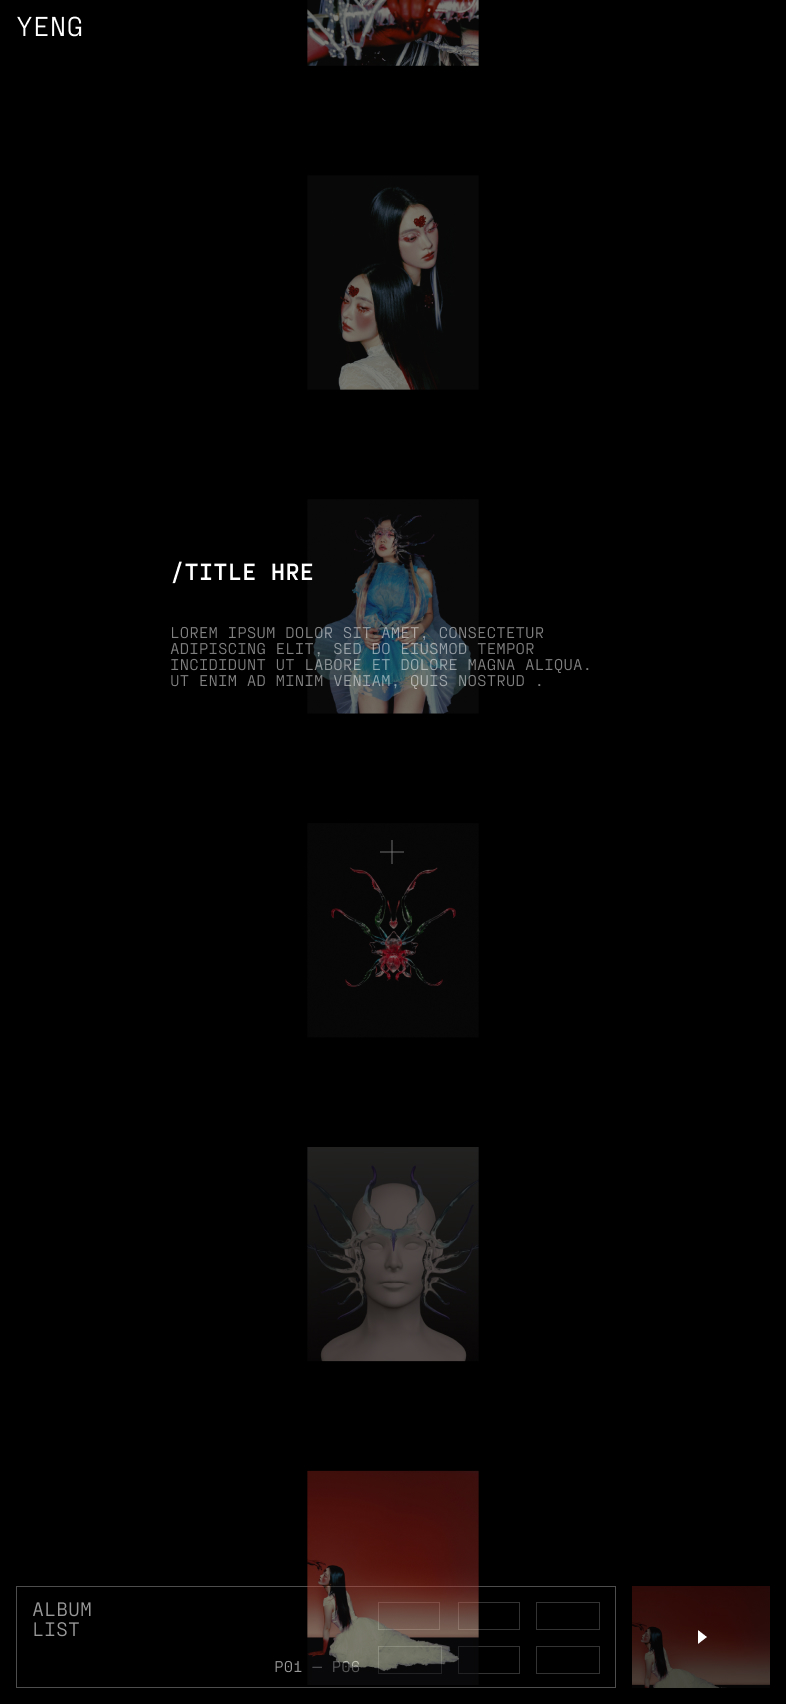 YENG
/TITLE HRE
LOREM IPSUM DOLOR SIT AMET, CONSECTETUR
ADIPISCING ELIT, SED DO EIUSMOD TEMPOR
INCIDIDUNT UT LABORE ET DOLORE MAGNA ALIQUA.
UT ENIM AD MINIM VENIAM, QUIS NOSTRUD .
ALBUM
LIST
P01 — P06